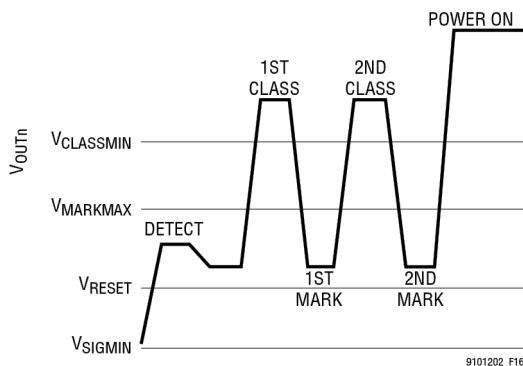 POWER ON
1ST
CLASS
2ND
CLASS
VOUTn
VCLASSMIN
VMARKMAX
DETECT
VRESET
1ST
MARK
2ND
MARK
VSIGMIN
9101202 F16